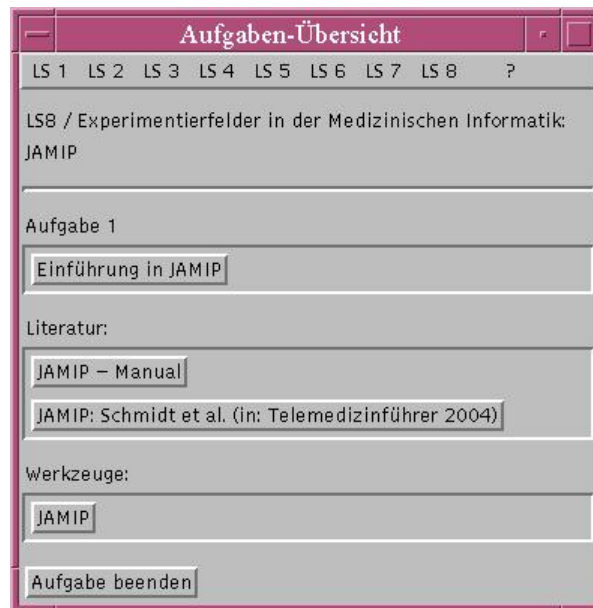 Aufgaben-Übersicht
LS 1 LS 2 LS 3 LS 4 LS 5 LS 6 LS 7 LS 8 ?
LS8 / Experimentierfelder in der Medizinischen Informatik:
JAMIP
Aufgabe 1
Einführung in JAMIP
Literatur:
JAMIP – Manual
JAMIP: Schmidt et al. (in: Telemedizinführer 2004)
Werkzeuge:
JAMIP
Aufgabe beenden